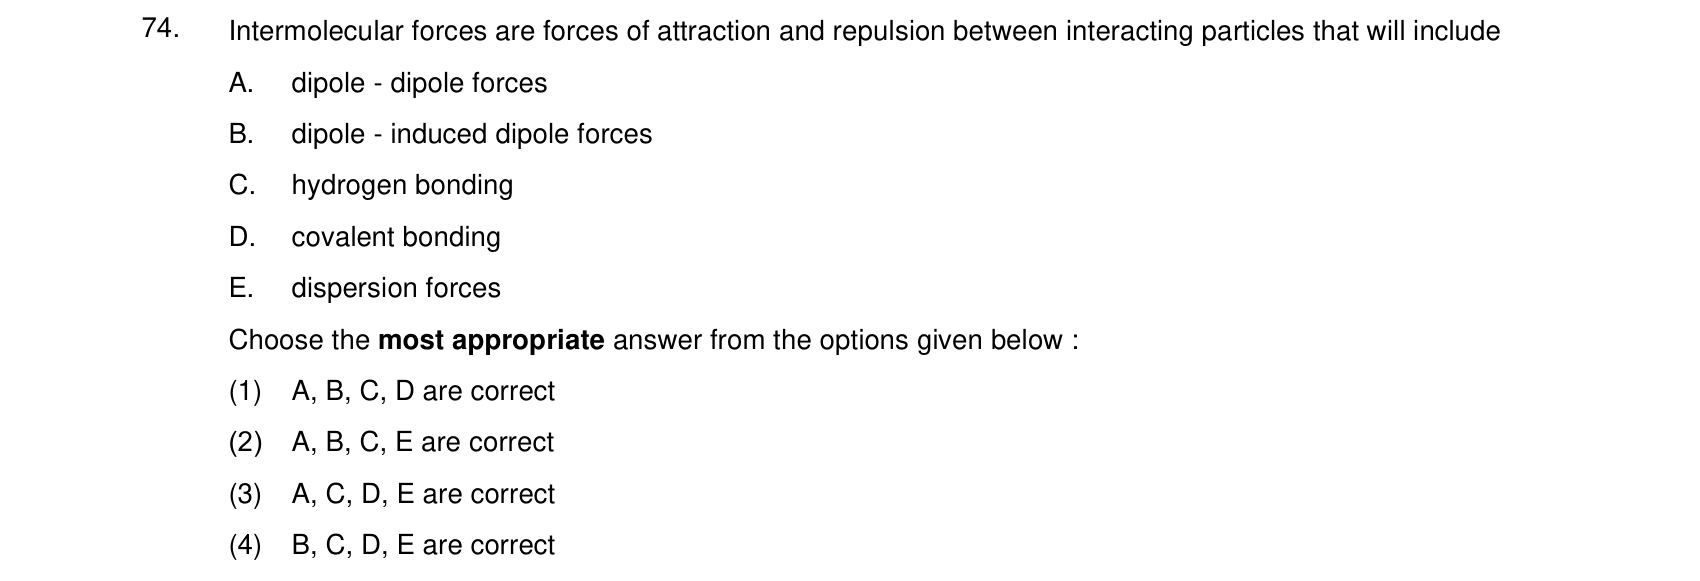 74. Intermolecular forces are forces of attraction and repulsion between interacting particles that will include
A. dipole - dipole forces
B. dipole - induced dipole forces
C. hydrogen bonding
D. covalent bonding
E. dispersion forces
Choose the most appropriate answer from the options given below :
(1) A, B, C, D are correct
(2) A, B, C, E are correct
(3) A, C, D, E are correct
(4) B, C, D, E are correct